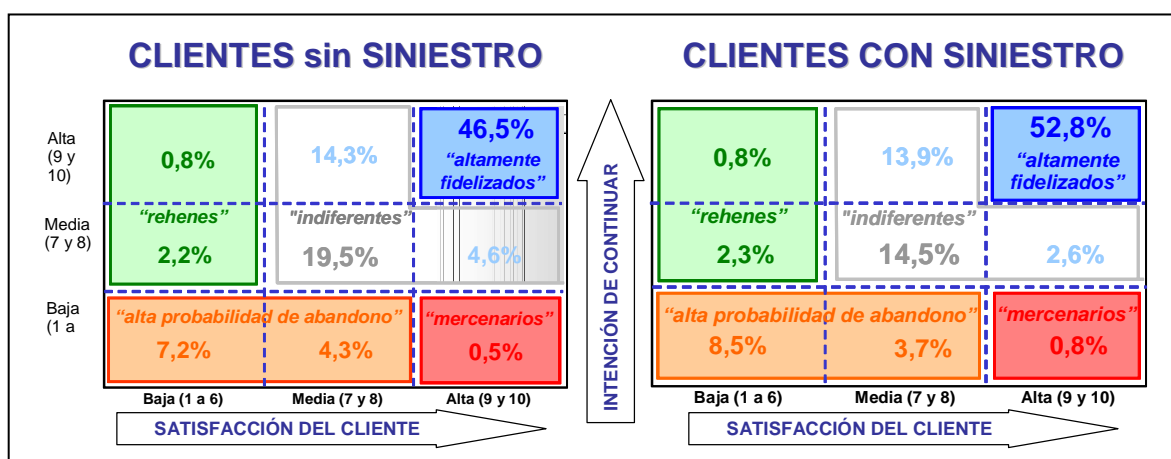 CLIENTES sin SINIESTRO
Alta
(9 y
10)
Media
(7 y 8)
Baja
(1 a
0,8%
14,3%
46,5%
“altamente
fidelizados”
“rehenes”
"indiferentes”
2,2%
19,5%
4,6%
“alta probabilidad de abandono”
“mercenarios”
7,2%
4,3%
0,5%
Baja (1 a 6)
Media (7 y 8)
Alta (9 y 10)
SATISFACCIÓN DEL CLIENTE
INTENCIÓN DE CONTINUAR
CLIENTES CON SINIESTRO
0,8%
13,9%
52,8%
“altamente
fidelizados”
“rehenes”
"indiferentes”
2,3%
14,5%
2,6%
“alta probabilidad de abandono”
“mercenarios”
8,5%
3,7%
0,8%
Baja (1 a 6)
Media (7 y 8)
Alta (9 y 10)
SATISFACCIÓN DEL CLIENTE